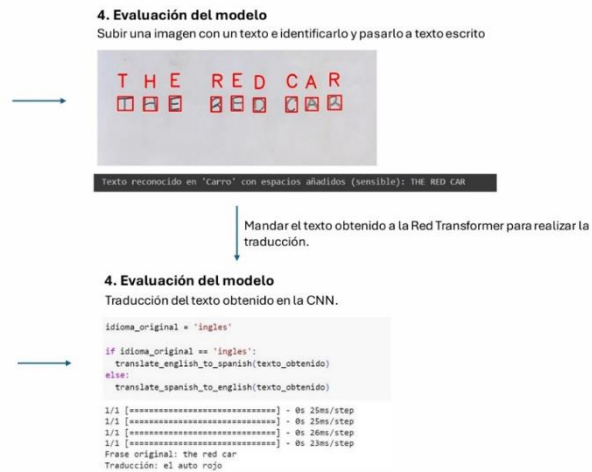 4. Evaluación del modelo
Subir una imagen con un texto e identificarlo y pasarlo a texto escrito
T H E R E D C A R
THE RED CAR
Texto reconocido en 'Carro' con espacios añadidos (sensible): THE RED CAR
Mandar el texto obtenido a la Red Transformer para realizar la
traducción.
4. Evaluación del modelo
Traducción del texto obtenido en la CNN.
idioma_original = 'ingles'
if idioma_original == 'ingles':
translate_english_to_spanish(texto_obtenido)
else:
translate_spanish_to_english(texto_obtenido)
1/1 [==============================] - 0s 25ms/step
1/1 [==============================] - 0s 25ms/step
1/1 [==============================] - 0s 26ms/step
1/1 [==============================] - 0s 23ms/step
Frase original: the red car
Traducción: el auto rojo